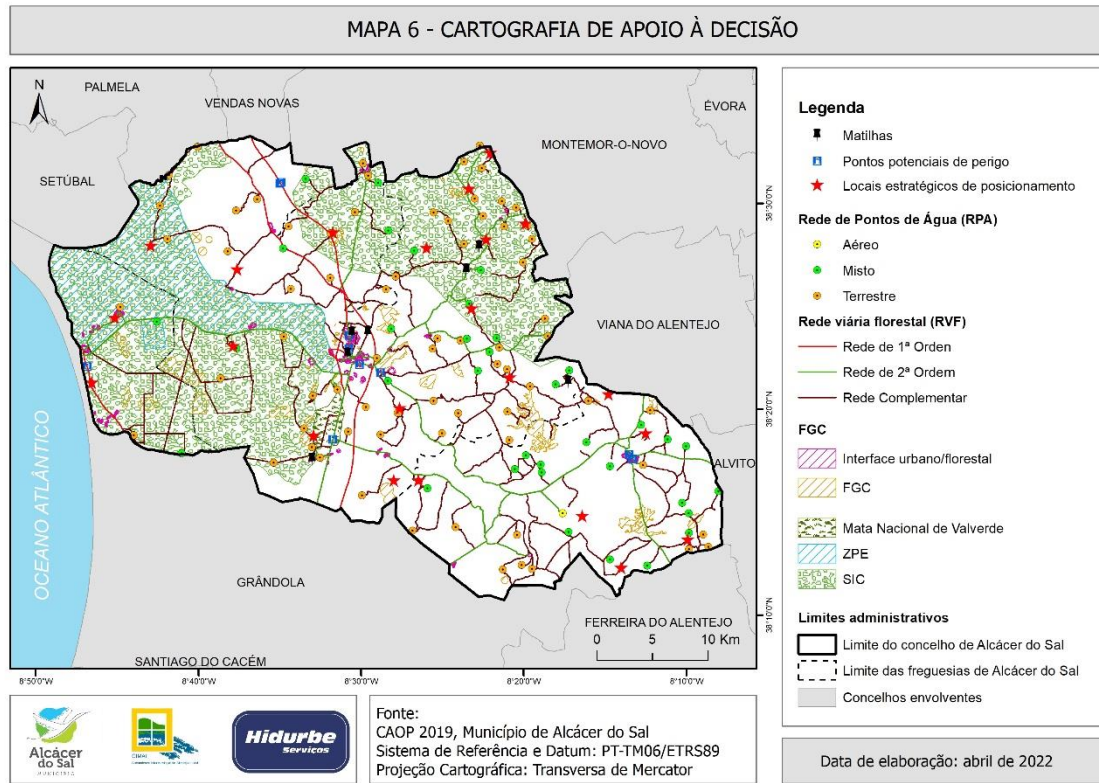 MAPA 6 - CARTOGRAFIA DE APOIO À DECISÃO
N
PALMELA
VENDAS NOVAS
ÉVORA
MONTEMOR-O-NOVO
SETÚBAL
VIANA DO ALENTEJO
ALVITO
OCEANO ATLÂNTICO
GRÂNDOLA
FERREIRA DO ALENTEJO
SANTIAGO DO CACÉM
0 5 10 Km
38°30'0"N
38°20'0"N
38°10'0"N
8°50'0"W 8°40'0"W 8°30'0"W 8°20'0"W 8°10'0"W
Legenda
Matilhas
Pontos potenciais de perigo
Locais estratégicos de posicionamento
Rede de Pontos de Água (RPA)
Aéreo
Misto
Terrestre
Rede viária florestal (RVF)
Rede de 1ª Orden
Rede de 2ª Ordem
Rede Complementar
FGC
Interface urbano/florestal
FGC
Mata Nacional de Valverde
ZPE
SIC
Limites administrativos
Limite do concelho de Alcácer do Sal
Limite das freguesias de Alcácer do Sal
Concelhos envolventes
Alcácer
do Sal
MUNICÍPIO
Hidurbe
Serviços
Fonte:
CAOP 2019, Município de Alcácer do Sal
Sistema de Referência e Datum: PT-TM06/ETRS89
Projeção Cartográfica: Transversa de Mercator
Data de elaboração: abril de 2022